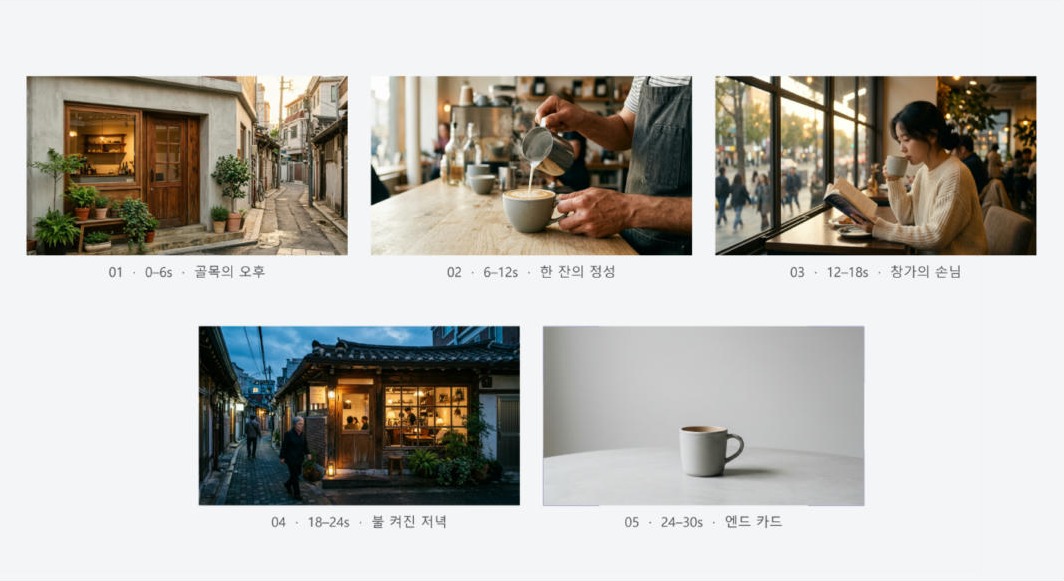 01 · 0–6s · 골목의 오후
02 · 6–12s · 한 잔의 정성
03 · 12–18s · 창가의 손님
04 · 18–24s · 불 켜진 저녁
05 · 24–30s · 엔드 카드